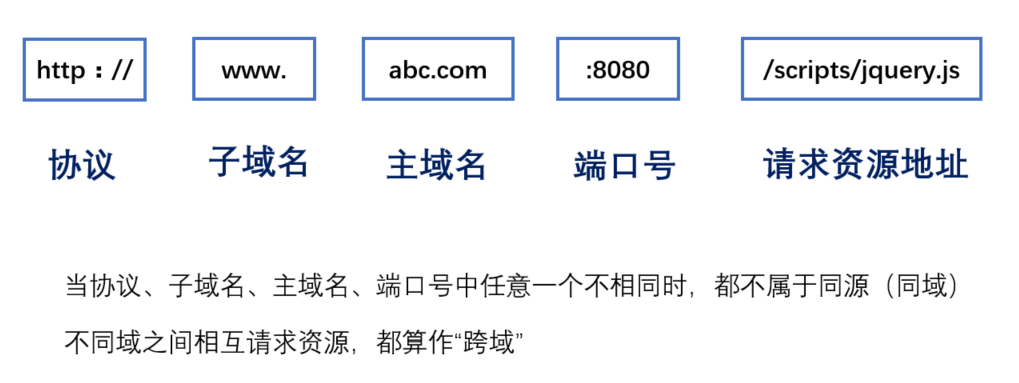 http：// www. abc.com :8080 /scripts/jquery.js
协议 子域名 主域名 端口号 请求资源地址
当协议、子域名、主域名、端口号中任意一个不相同时，都不属于同源（同域）
不同域之间相互请求资源，都算作“跨域”